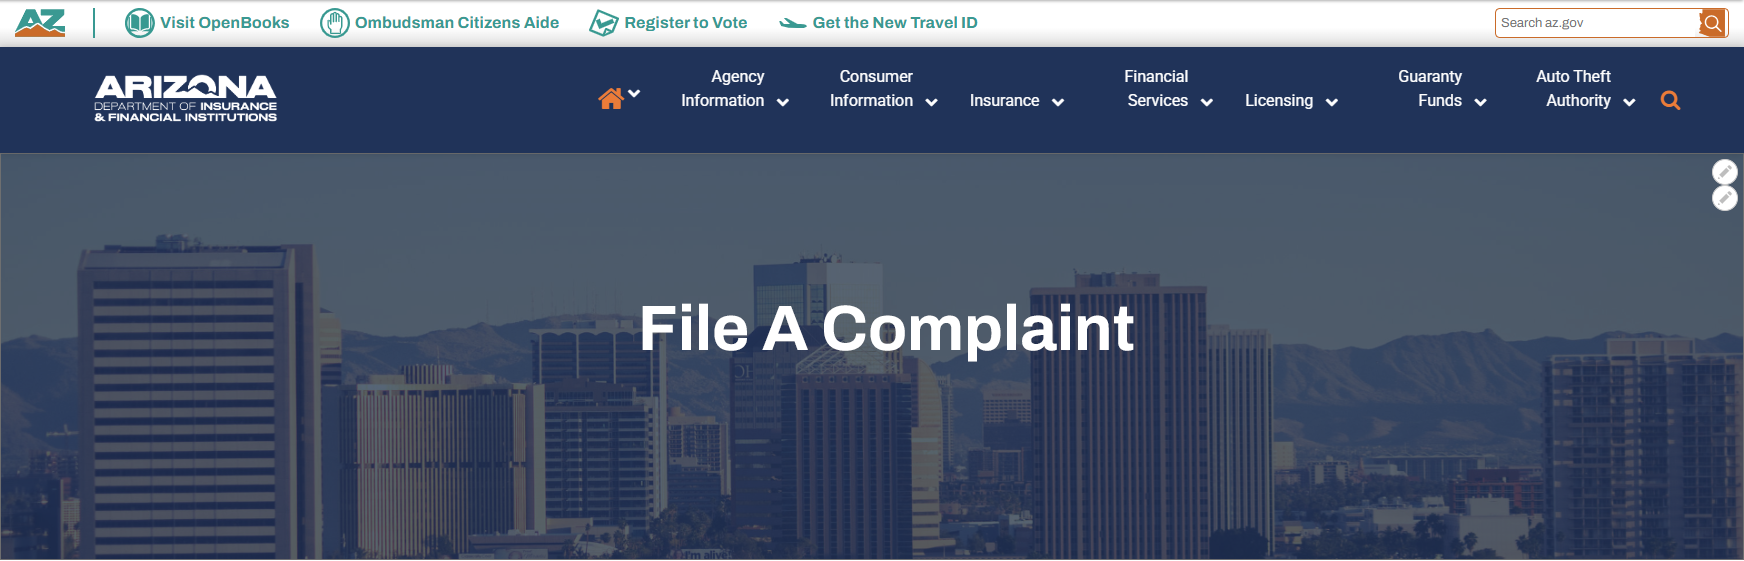 AZ
Visit OpenBooks
Ombudsman Citizens Aide
Register to Vote
Get the New Travel ID
Search az.gov
ARIZONA
DEPARTMENT OF INSURANCE
& FINANCIAL INSTITUTIONS
Agency
Information
Consumer
Information
Insurance
Financial
Services
Licensing
Guaranty
Funds
Auto Theft
Authority
File A Complaint
I'm alive